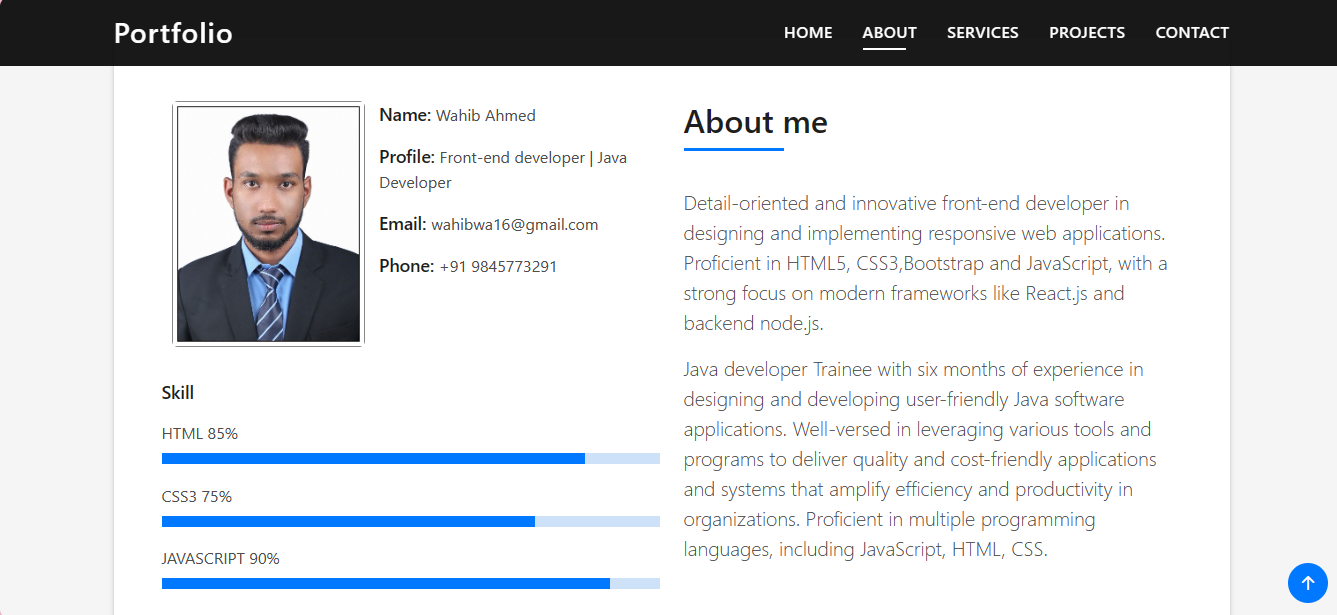 Portfolio
HOME ABOUT SERVICES PROJECTS CONTACT
Name: Wahib Ahmed
Profile: Front-end developer | Java
Developer
Email: wahibwa16@gmail.com
Phone: +91 9845773291
Skill
HTML 85%
CSS3 75%
JAVASCRIPT 90%
About me
Detail-oriented and innovative front-end developer in
designing and implementing responsive web applications.
Proficient in HTML5, CSS3,Bootstrap and JavaScript, with a
strong focus on modern frameworks like React.js and
backend node.js.
Java developer Trainee with six months of experience in
designing and developing user-friendly Java software
applications. Well-versed in leveraging various tools and
programs to deliver quality and cost-friendly applications
and systems that amplify efficiency and productivity in
organizations. Proficient in multiple programming
languages, including JavaScript, HTML, CSS.